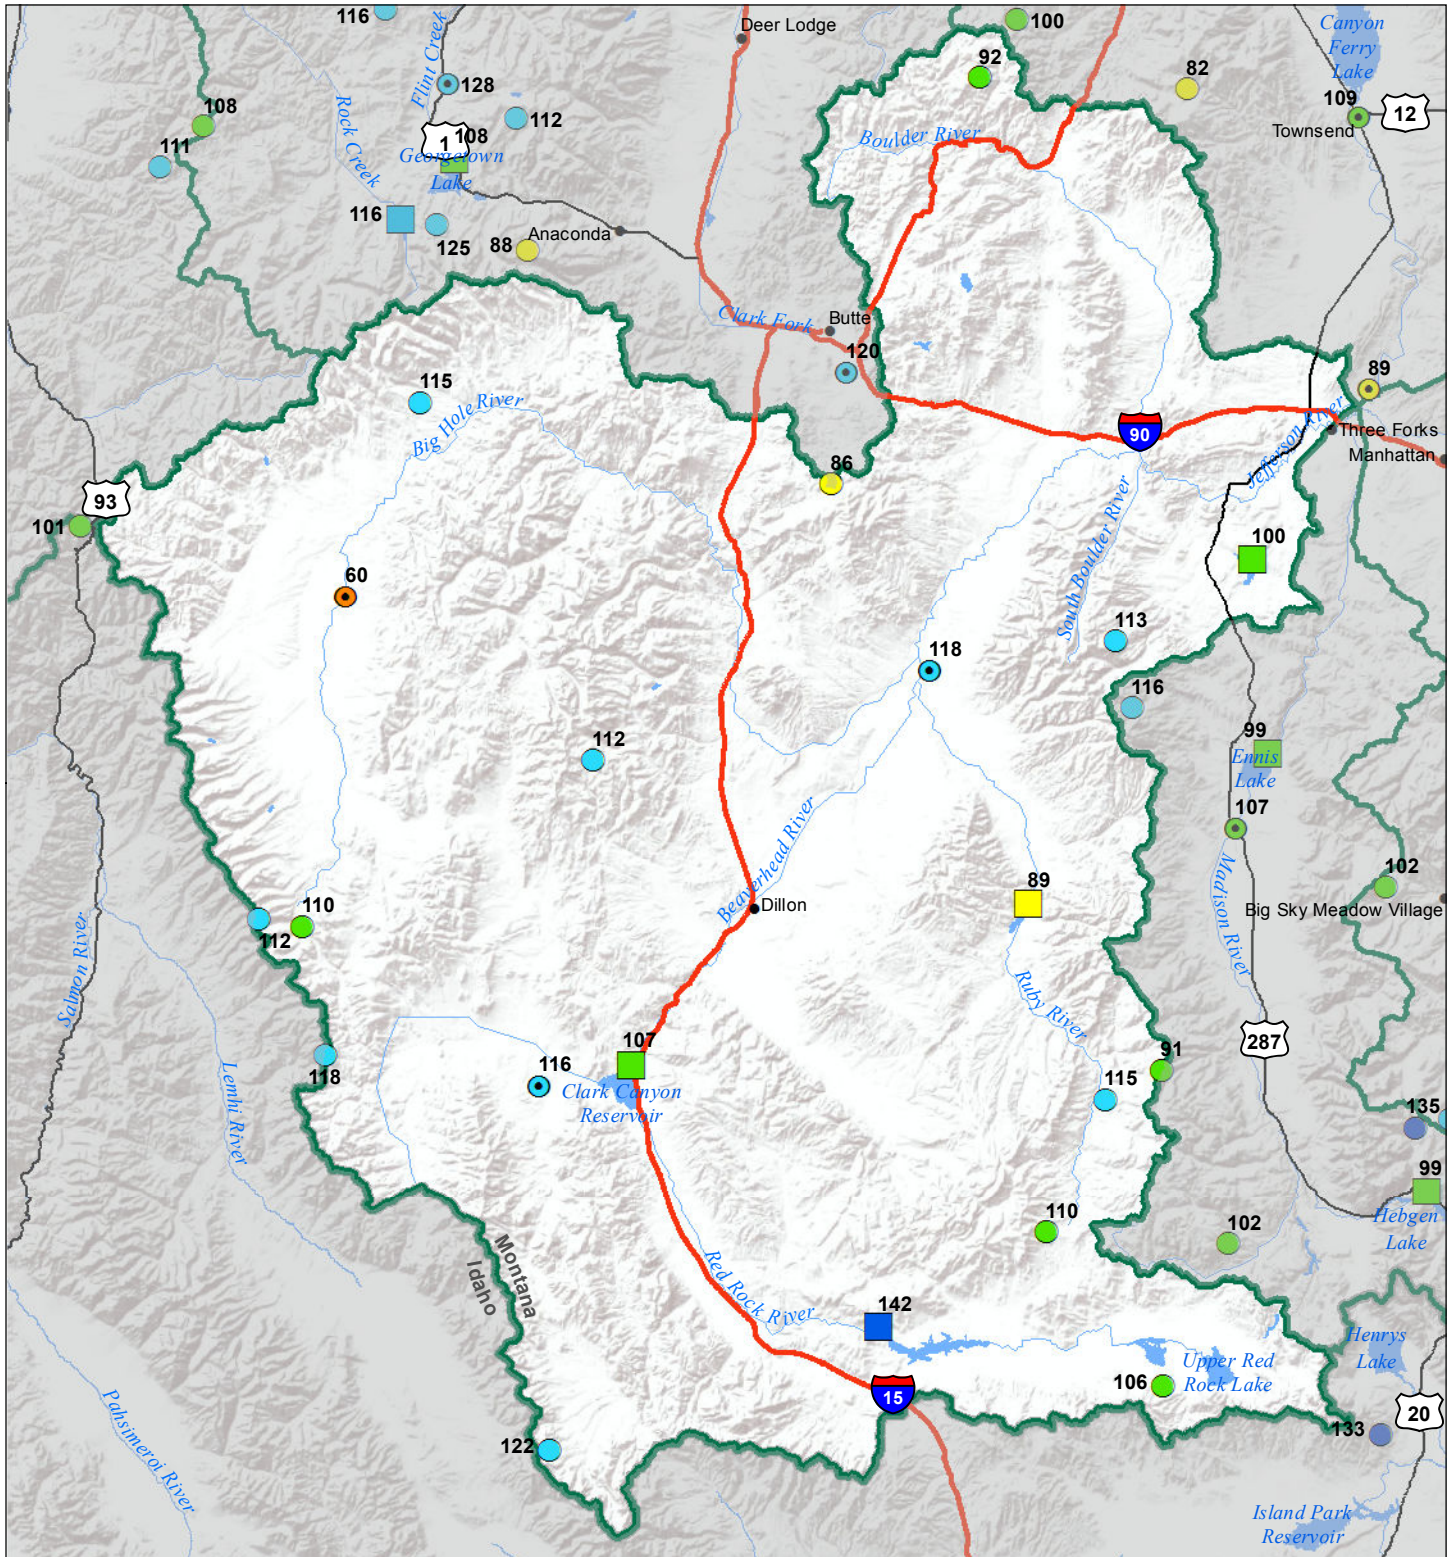 116
Deer Lodge
100
Canyon
Ferry
Lake
Flint Creek
128
92
82
109
12
Townsend
108
Rock Creek
112
1
108
Georgetown
Lake
Boulder River
111
116
125
88
Anaconda
Clark Fork
Butte
120
89
115
Big Hole River
90
Jefferson River
Three Forks
Manhattan
86
93
101
South Boulder River
100
60
113
118
116
112
99
Ennis
Lake
107
Beaverhead River
Madison River
102
89
Dillon
Big Sky Meadow Village
110
112
Salmon River
Ruby River
287
107
91
118
116
Clark Canyon
Reservoir
115
Lemhi River
135
99
Hebgen
Lake
110
102
Montana
Idaho
Red Rock River
142
Henrys
Lake
Upper Red
Rock Lake
106
15
20
Pahsimeroi River
122
133
Island Park
Reservoir